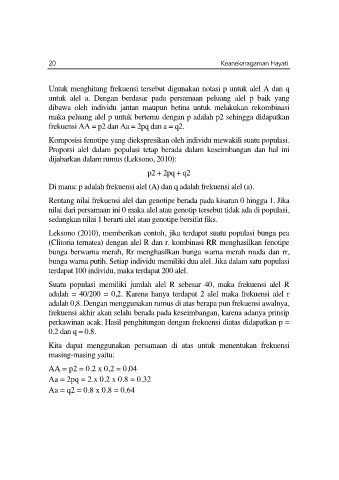 20 Keanekaragaman Hayati
Untuk menghitung frekuensi tersebut digunakan notasi p untuk alel A dan q
untuk alel a. Dengan berdasar pada persamaan peluang alel p baik yang
dibawa oleh individu jantan maupun betina untuk melakukan rekombinasi
maka peluang alel p untuk bertemu dengan p adalah p2 sehingga didapatkan
frekuensi AA = p2 dan Aa = 2pq dan a = q2.
Komposisi fenotipe yang diekspresikan oleh individu mewakili suatu populasi.
Proporsi alel dalam populasi tetap berada dalam keseimbangan dan hal ini
dijabarkan dalam rumus (Leksono, 2010):
p2 + 2pq + q2
Di mana: p adalah frekuensi alel (A) dan q adalah frekuensi alel (a).
Rentang nilai frekuensi alel dan genotipe berada pada kisaran 0 hingga 1. Jika
nilai dari persamaan ini 0 maka alel atau genotip tersebut tidak ada di populasi,
sedangkan nilai 1 berarti alel atau genotipe bersifat fiks.
Leksono (2010), memberikan contoh, jika terdapat suatu populasi bunga pea
(Clitoria ternatea) dengan alel R dan r. kombinasi RR menghasilkan fenotipe
bunga berwarna merah, Rr menghasilkan bunga warna merah muda dan rr,
bunga warna putih. Setiap individu memiliki dua alel. Jika dalam satu populasi
terdapat 100 individu, maka terdapat 200 alel.
Suatu populasi memiliki jumlah alel R sebesar 40, maka frekuensi alel R
adalah = 40/200 = 0,2. Karena hanya terdapat 2 alel maka frekuensi alel r
adalah 0,8. Dengan menggunakan rumus di atas berapa pun frekuensi awalnya,
frekuensi akhir akan selalu berada pada keseimbangan, karena adanya prinsip
perkawinan acak. Hasil penghitungan dengan frekuensi diatas didapatkan p =
0.2 dan q = 0.8.
Kita dapat menggunakan persamaan di atas untuk menentukan frekuensi
masing-masing yaitu:
AA = p2 = 0.2 x 0,2 = 0.04
Aa = 2pq = 2.x 0.2 x 0.8 = 0.32
Aa = q2 = 0.8 x 0.8 = 0.64